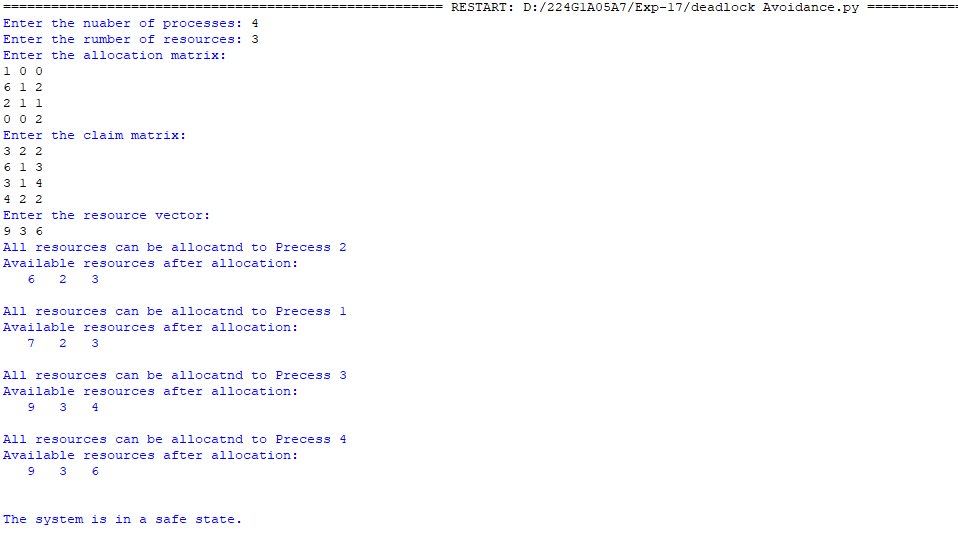 ======================================================= RESTART: D:/224G1A05A7/Exp-17/deadlock Avoidance.py ============
Enter the nuaber of processes: 4
Enter the rumber of resources: 3
Enter the allocation matrix:
1 0 0
6 1 2
2 1 1
0 0 2
Enter the claim matrix:
3 2 2
6 1 3
3 1 4
4 2 2
Enter the resource vector:
9 3 6
All resources can be allocatnd to Precess 2
Available resources after allocation:
6 2 3
All resources can be allocatnd to Precess 1
Available resources after allocation:
7 2 3
All resources can be allocatnd to Precess 3
Available resources after allocation:
9 3 4
All resources can be allocatnd to Precess 4
Available resources after allocation:
9 3 6
The system is in a safe state.